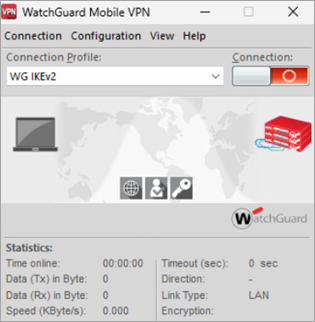 VPN WatchGuard Mobile VPN
Connection Configuration View Help
Connection Profile: Connection:
WG IKEv2
WatchGuard
Statistics:
Time online: 00:00:00 Timeout (sec): 0 sec
Data (Tx) in Byte: 0 Direction: -
Data (Rx) in Byte: 0 Link Type: LAN
Speed (KByte/s): 0.000 Encryption: